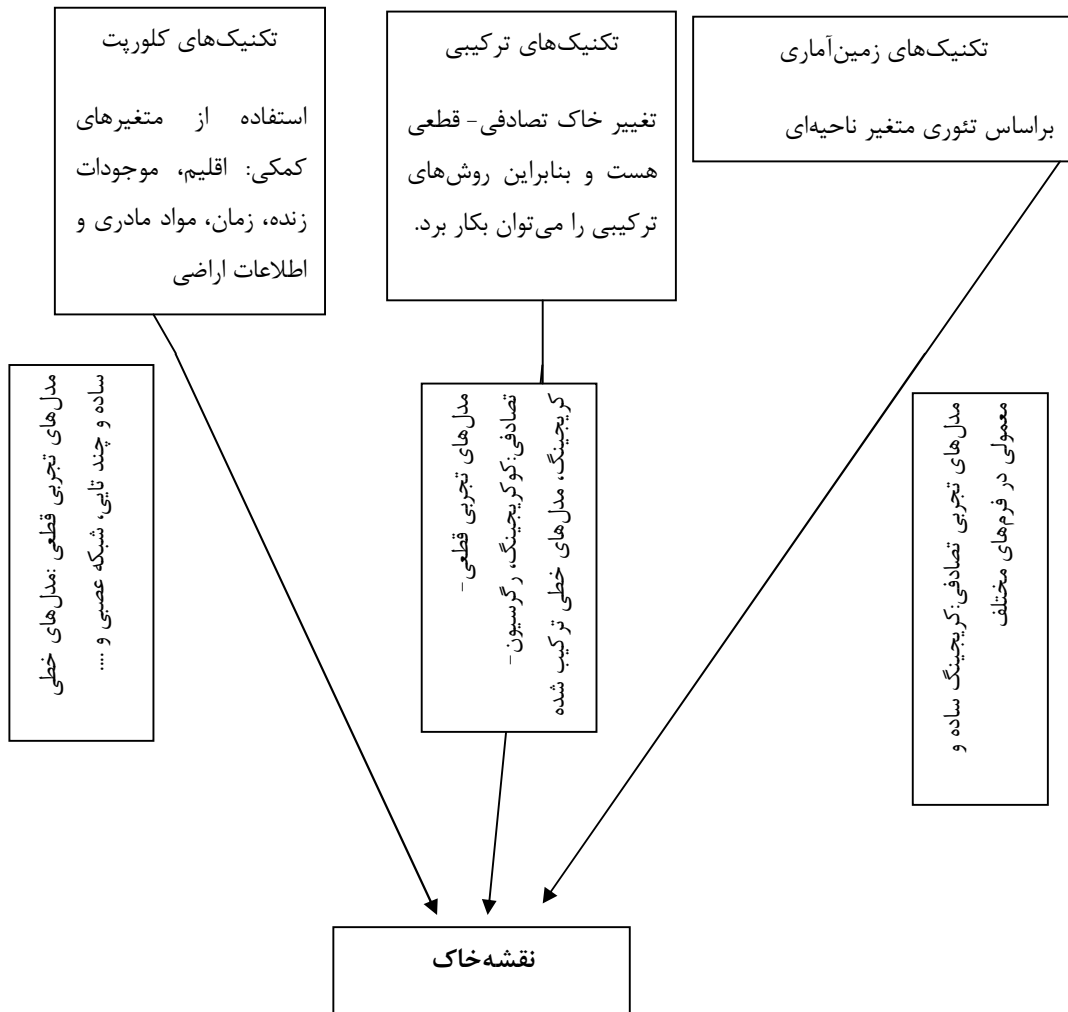 تکنیک‌های زمین‌آماری
براساس تئوری متغیر ناحیه‌ای
تکنیک‌های ترکیبی
تغییر خاک تصادفی- قطعی
هست و بنابراین روش‌های
ترکیبی را می‌توان بکار برد.
تکنیک‌های کلورپت
استفاده از متغیرهای
کمکی: اقلیم، موجودات
زنده، زمان، مواد مادری و
اطلاعات اراضی
مدل‌های تجربی تصادفی:کریجینگ ساده و
معمولی در فرم‌های مختلف
مدل‌های تجربی قطعی-
تصادفی:کوکریجینگ، رگرسیون-
کریجینگ، مدل‌های خطی ترکیب شده
مدل‌های تجربی قطعی :مدل‌های خطی
ساده و چند تایی، شبکه عصبی و ....
نقشه‌خاک